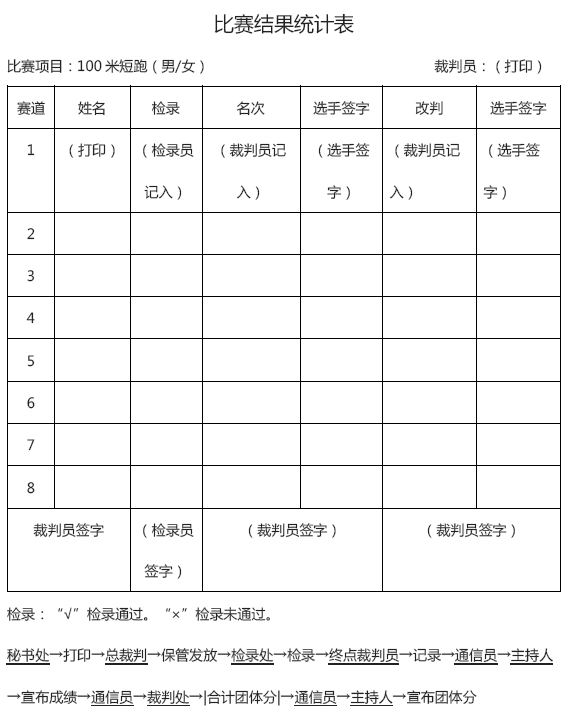 比赛结果统计表
比赛项目：100 米短跑（男/女） 裁判员：（打印）
赛道 姓名 检录 名次 选手签字 改判 选手签字
1 （打印） （检录员记入） （裁判员记入） （选手签字） （裁判员记入） （选手签字）
2
3
4
5
6
7
8
裁判员签字 （检录员签字） （裁判员签字） （裁判员签字）
检录：“√”检录通过。“×”检录未通过。
秘书处→打印→总裁判→保管发放→检录处→检录→终点裁判员→记录→通信员→主持人
→宣布成绩→通信员→裁判处→|合计团体分|→通信员→主持人→宣布团体分